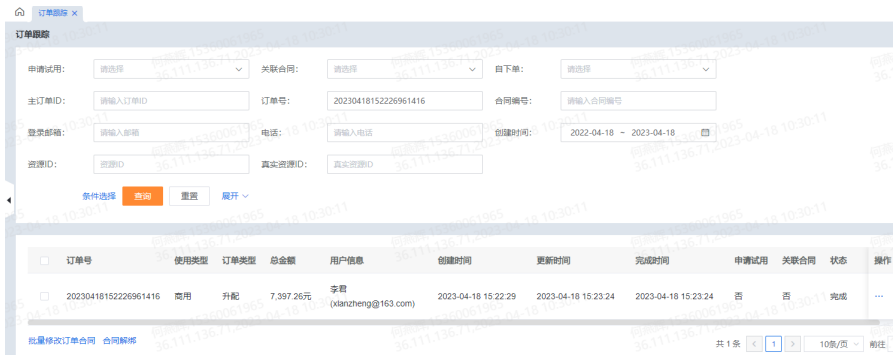 订单跟踪 ×
订单跟踪
申请试用： 请选择 关联合同： 请选择 自下单： 请选择
主订单ID： 请输入订单ID 订单号： 20230418152226961416 合同编号： 请输入合同编号
登录邮箱： 请输入邮箱 电话： 请输入电话 创建时间： 2022-04-18 ~ 2023-04-18
资源ID： 资源ID 真实资源ID： 真实资源ID
条件选择 查询 重置 展开
订单号 使用类型 订单类型 总金额 用户信息 创建时间 更新时间 完成时间 申请试用 关联合同 状态 操作
20230418152226961416 商用 升配 7,397.26元 李君 2023-04-18 15:22:29 2023-04-18 15:23:24 2023-04-18 15:23:24 否 否 完成 ...
(xianzheng@163.com)
批量修改订单合同 合同解绑 共1条 < 1 > 10条/页 前往